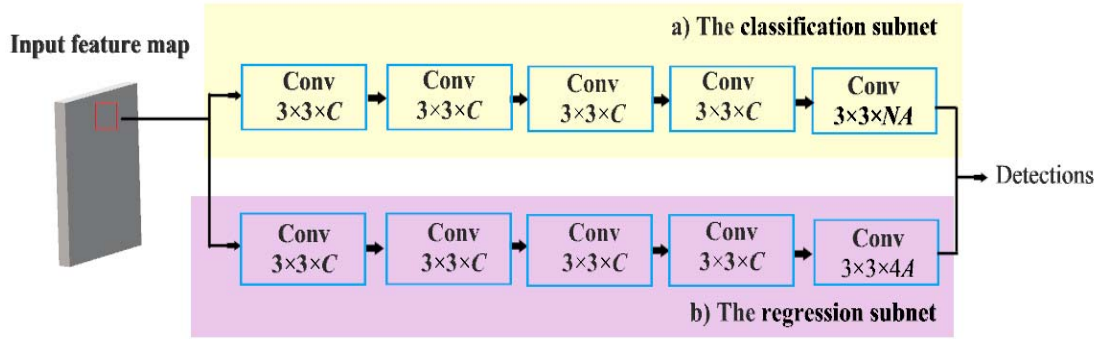 a) The classification subnet
Input feature map
Conv
3×3×C
Conv
3×3×C
Conv
3×3×C
Conv
3×3×C
Conv
3×3×NA
Detections
Conv
3×3×C
Conv
3×3×C
Conv
3×3×C
Conv
3×3×C
Conv
3×3×4A
b) The regression subnet